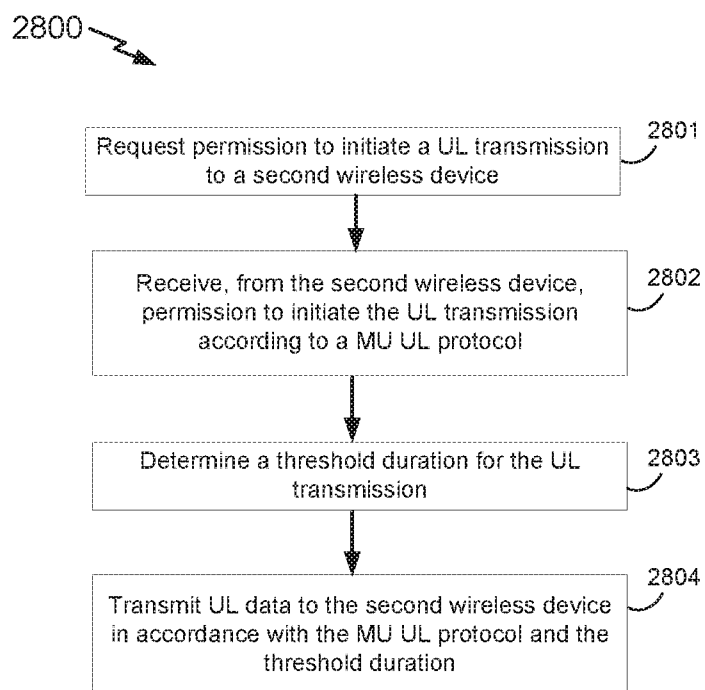 2800
Request permission to initiate a UL transmission
to a second wireless device
2801
Receive, from the second wireless device,
permission to initiate the UL transmission
according to a MU UL protocol
2802
Determine a threshold duration for the UL
transmission
2803
Transmit UL data to the second wireless device
in accordance with the MU UL protocol and the
threshold duration
2804